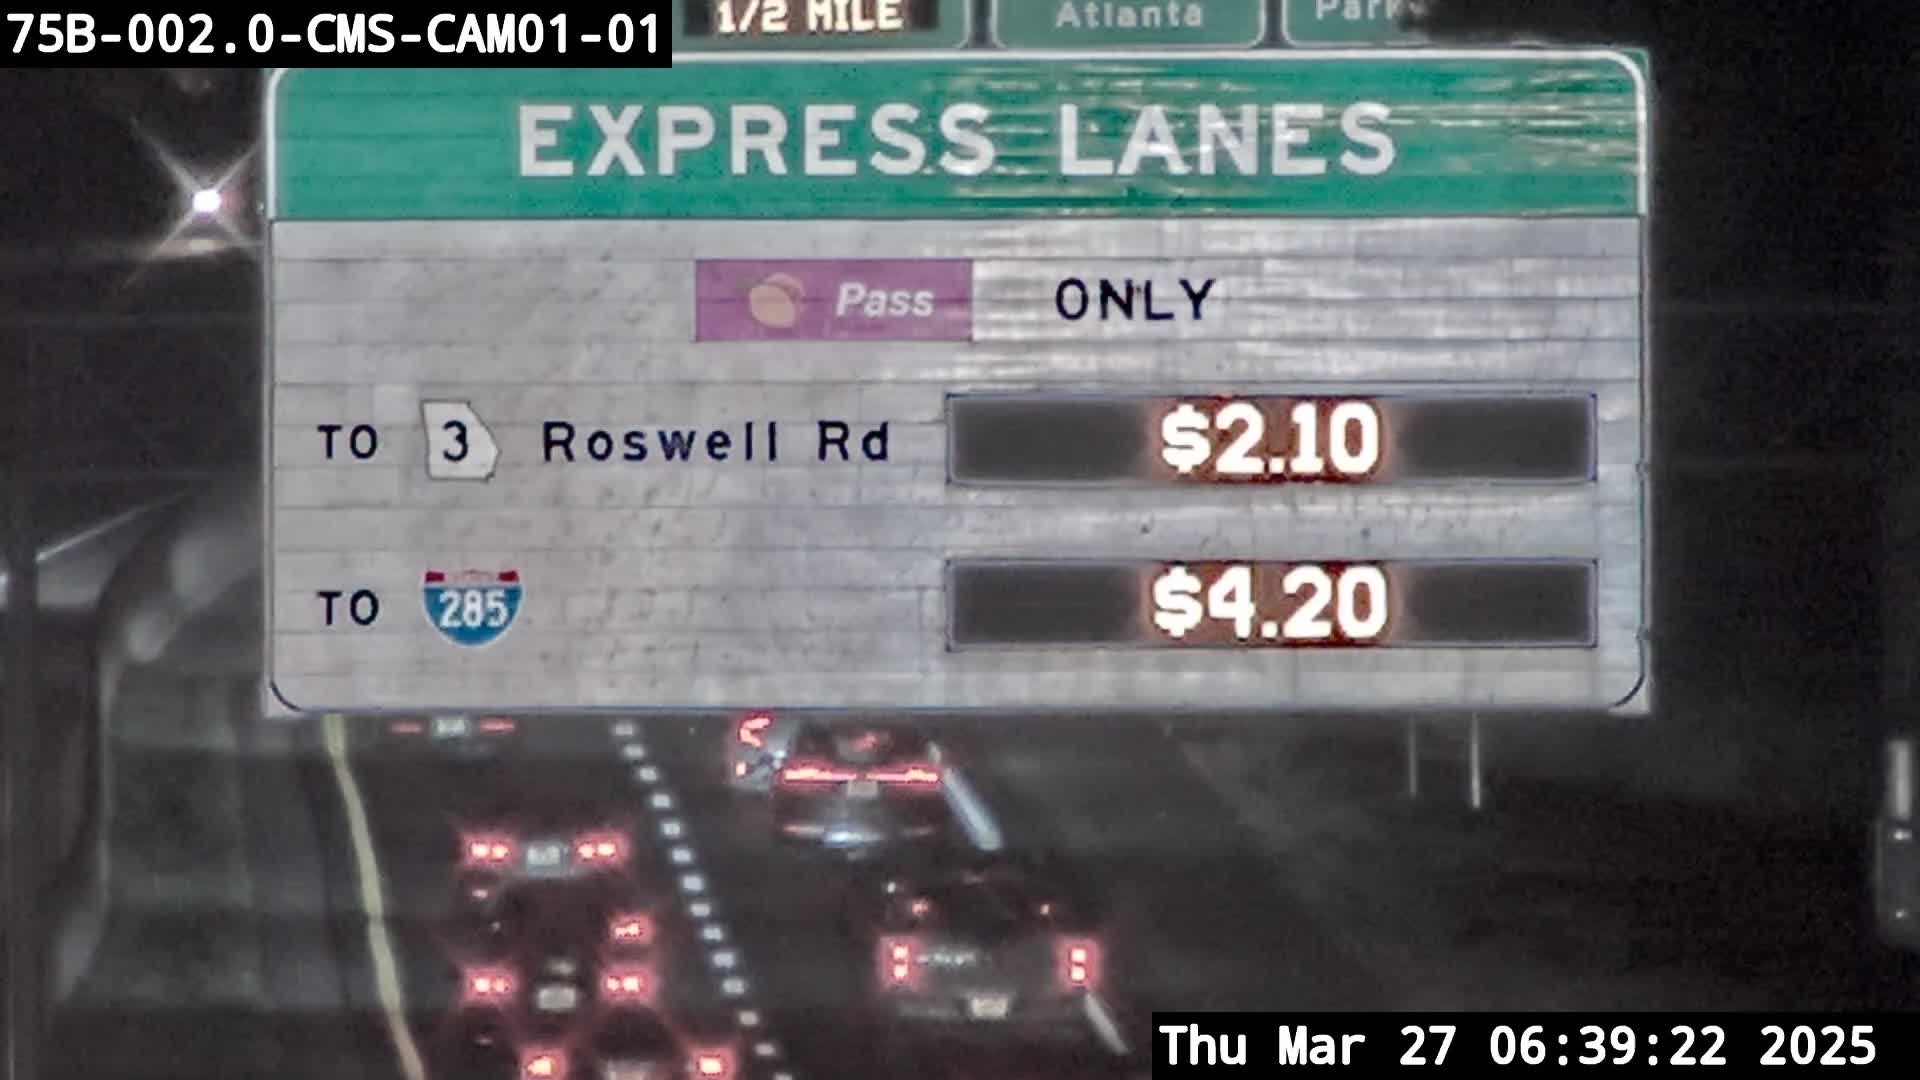 75B-002.0-CMS-CAM01-01
1/2 MILE
Atlanta
EXPRESS LANES
Pass ONLY
TO 3 Roswell Rd $2.10
TO 285 $4.20
Thu Mar 27 06:39:22 2025